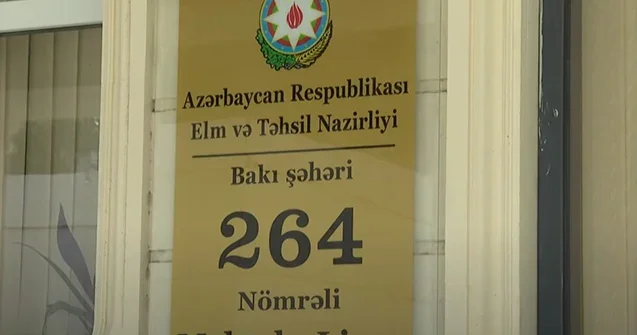 Azərbaycan Respublikası
Elm və Təhsil Nazirliyi
Bakı şəhəri
264
Nömrəli